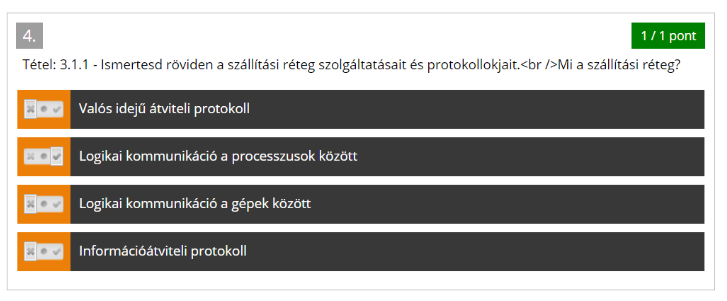 4.
1 / 1 pont
Tétel: 3.1.1 - Ismertesd röviden a szállítási réteg szolgáltatásait és protokollokjait.<br />Mi a szállítási réteg?
Valós idejű átviteli protokoll
Logikai kommunikáció a processzusok között
Logikai kommunikáció a gépek között
Információátviteli protokoll